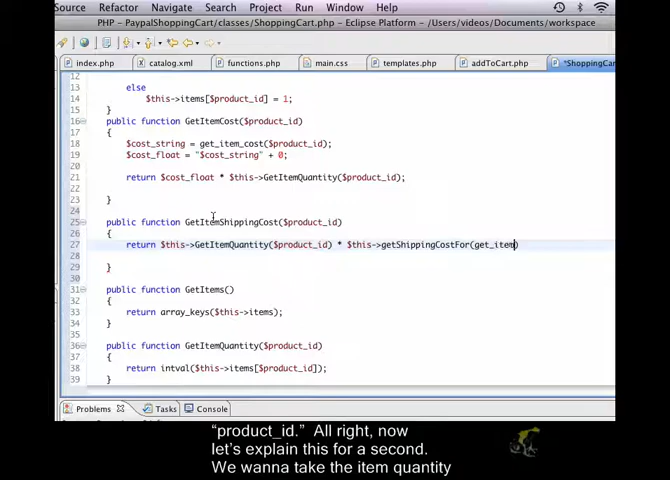 Source Refactor Navigate Search Project Run Window Help
PHP - PaypalShoppingCart/classes/ShoppingCart.php - Eclipse Platform - /Users/videos/Documents/workspace
index.php catalog.xml functions.php main.css templates.php addToCart.php *ShoppingCar
12
13 else
14 $this->items[$product_id] = 1;
15 }
16 public function GetItemCost($product_id)
17 {
18 $cost_string = get_item_cost($product_id);
19 $cost_float = "$cost_string" + 0;
20
21 return $cost_float * $this->GetItemQuantity($product_id);
22
23 }
24
25 public function GetItemShippingCost($product_id)
26 {
27 return $this->GetItemQuantity($product_id) * $this->getShippingCostFor(get_item)
28
29 }
30
31 public function GetItems()
32 {
33 return array_keys($this->items);
34 }
35
36 public function GetItemQuantity($product_id)
37 {
38 return intval($this->items[$product_id]);
39 }
Problems Tasks Console
“product_id.” All right, now
let’s explain this for a second.
We wanna take the item quantity